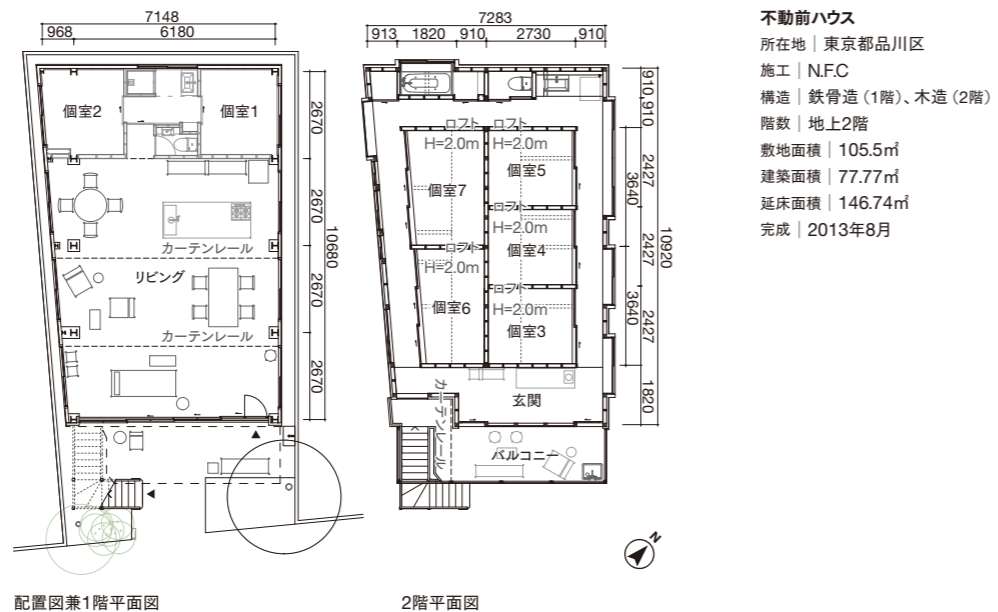 7148
968 6180
個室2
個室1
2670
2670
2670
2670
10680
カーテンレール
リビング
カーテンレール
配置図兼1階平面図
7283
913 1820 910 2730 910
910
910
2427
2427
2427
3640
3640
1820
10920
ロフト
H=2.0m
ロフト
H=2.0m
個室7
個室5
ロフト
H=2.0m
個室4
ロフト
H=2.0m
個室6
ロフト
H=2.0m
個室3
玄関
カーテンレール
バルコニー
N
2階平面図
不動前ハウス
所在地|東京都品川区
施工|N.F.C
構造|鉄骨造(1階)、木造(2階)
階数|地上2階
敷地面積|105.5㎡
建築面積|77.77㎡
延床面積|146.74㎡
完成|2013年8月